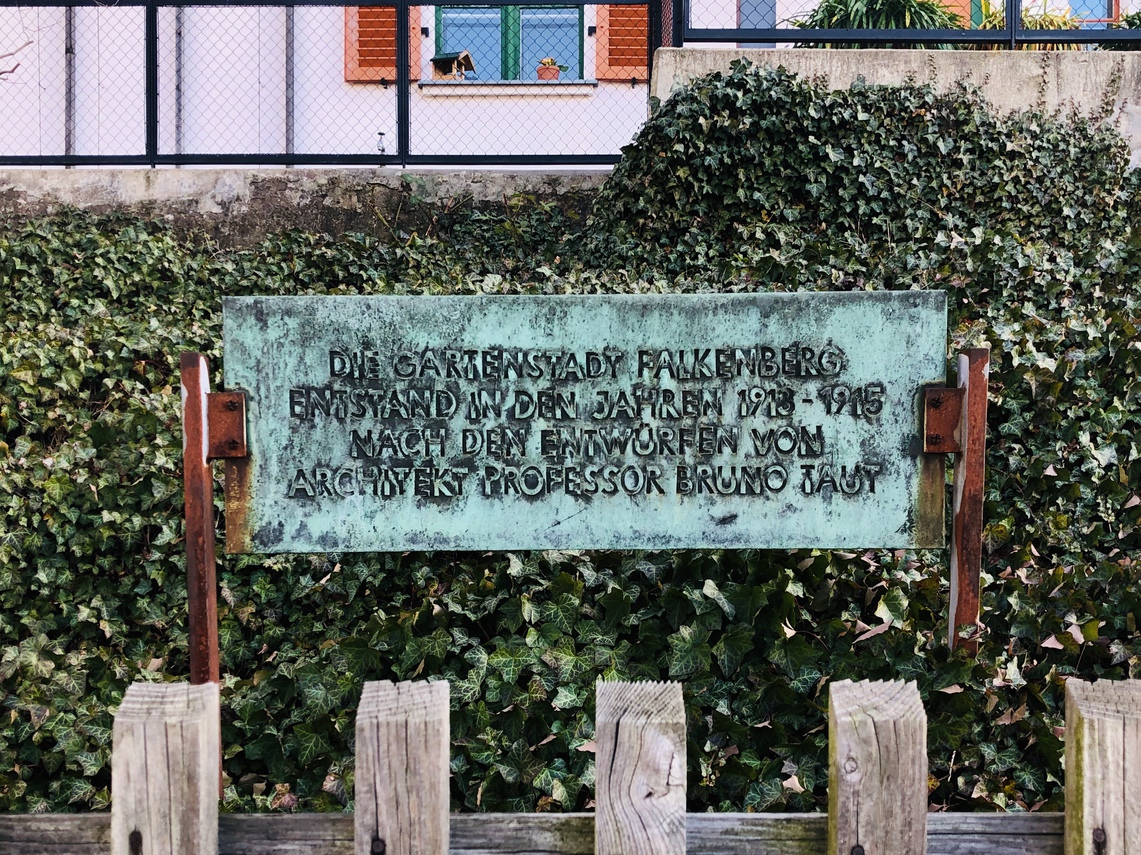 DIE GARTENSTADT FALKENBERG
ENTSTAND IN DEN JAHREN 1913 - 1915
NACH DEN ENTWÜRFEN VON
ARCHITEKT PROFESSOR BRUNO TAUT